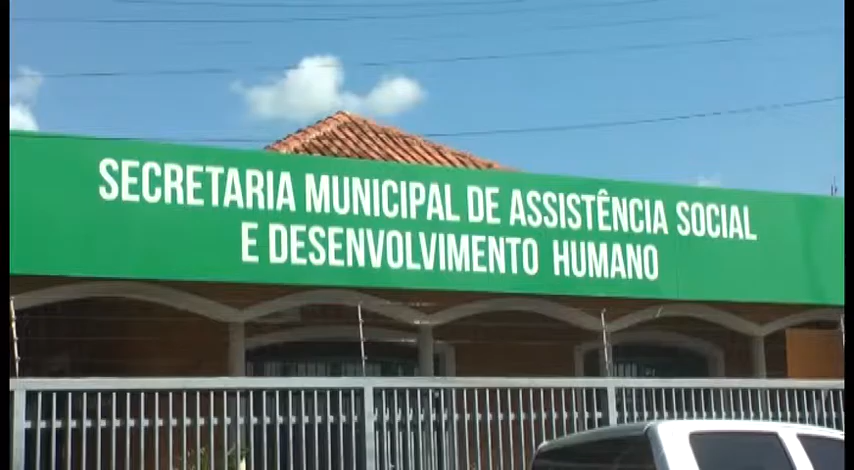 SECRETARIA MUNICIPAL DE ASSISTÊNCIA SOCIAL
E DESENVOLVIMENTO HUMANO